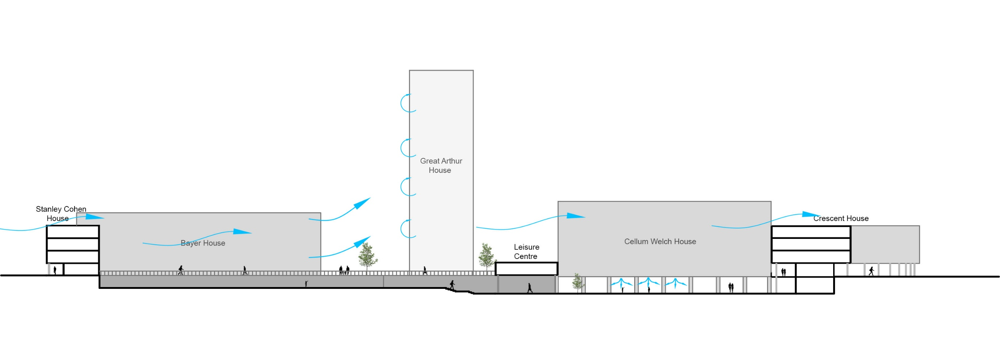 Stanley Cohen
House
Bayer House
Great Arthur
House
Leisure
Centre
Cellum Welch House
Crescent House